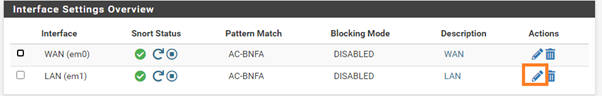 Interface Settings Overview
Interface Snort Status Pattern Match Blocking Mode Description Actions
WAN (em0) AC-BNFA DISABLED WAN
LAN (em1) AC-BNFA DISABLED LAN